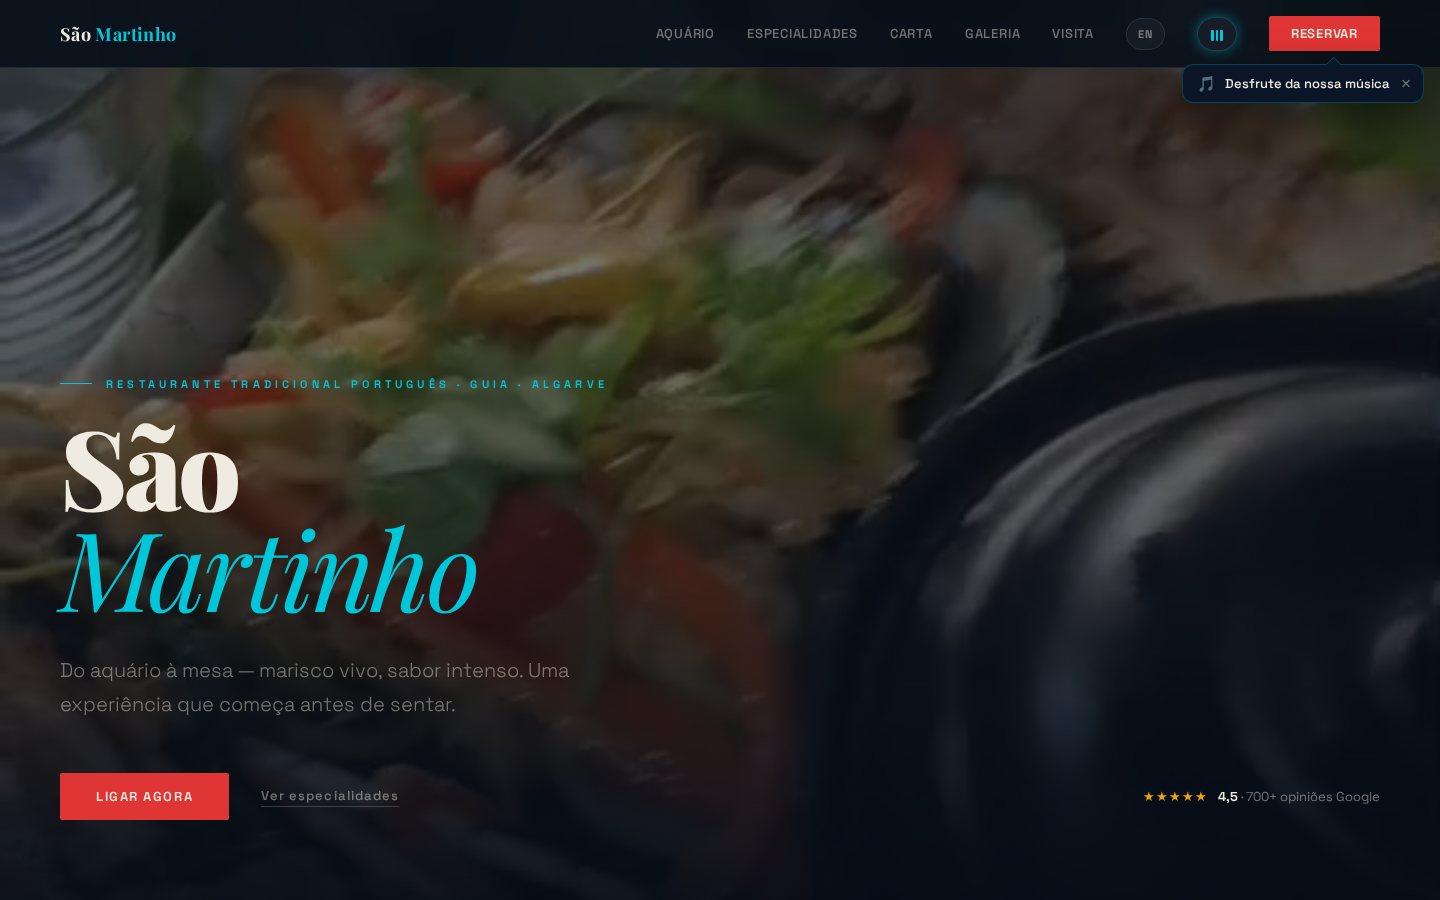 São Martinho
AQUÁRIO
ESPECIALIDADES
CARTA
GALERIA
VISITA
EN
RESERVAR
🎵 Desfrute da nossa música ×
RESTAURANTE TRADICIONAL PORTUGUÊS · GUIA · ALGARVE
São
Martinho
Do aquário à mesa — marisco vivo, sabor intenso. Uma
experiência que começa antes de sentar.
LIGAR AGORA
Ver especialidades
★★★★★ 4,5 · 700+ opiniões Google